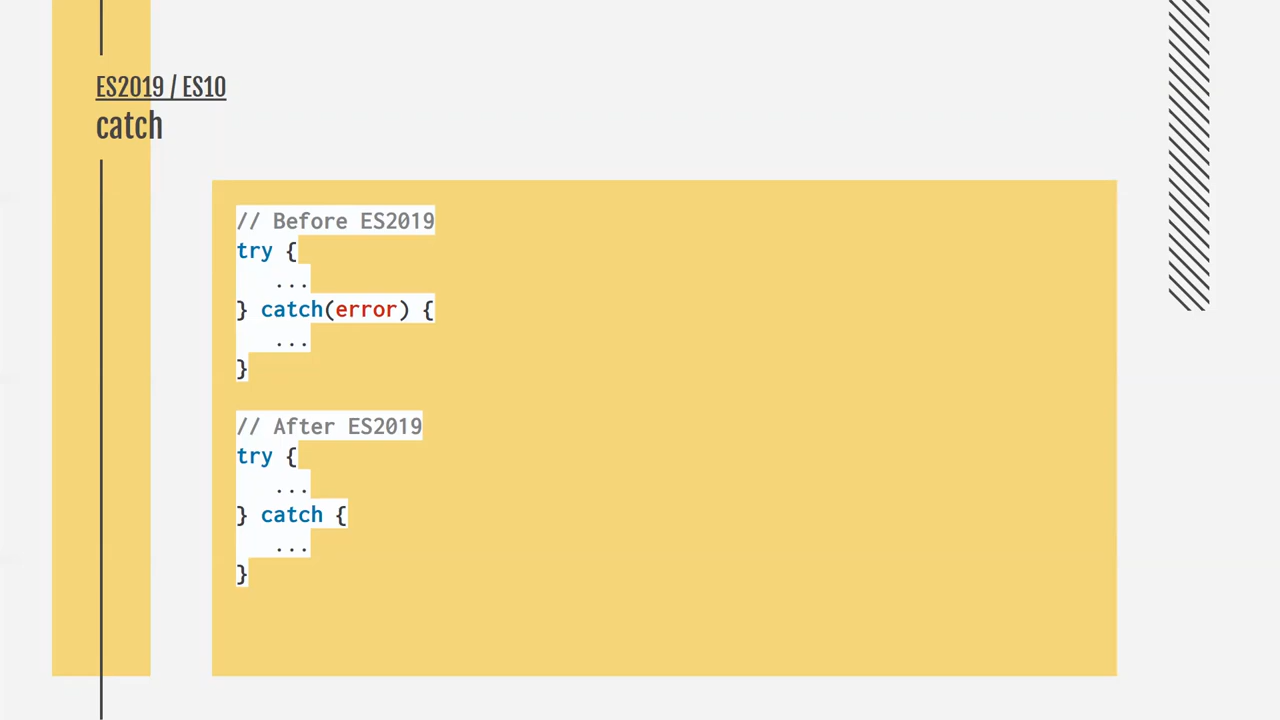 ES2019 / ES10
catch
// Before ES2019
try {
   ...
} catch(error) {
   ...
}
// After ES2019
try {
   ...
} catch {
   ...
}